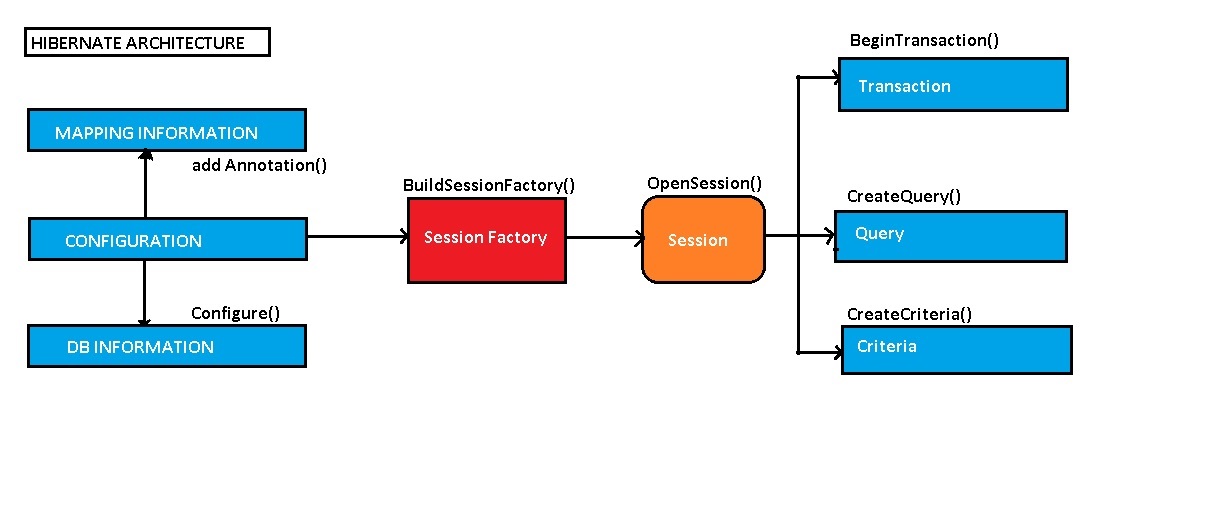 HIBERNATE ARCHITECTURE
MAPPING INFORMATION
add Annotation()
CONFIGURATION
Configure()
DB INFORMATION
BuildSessionFactory()
Session Factory
OpenSession()
Session
BeginTransaction()
Transaction
CreateQuery()
Query
CreateCriteria()
Criteria